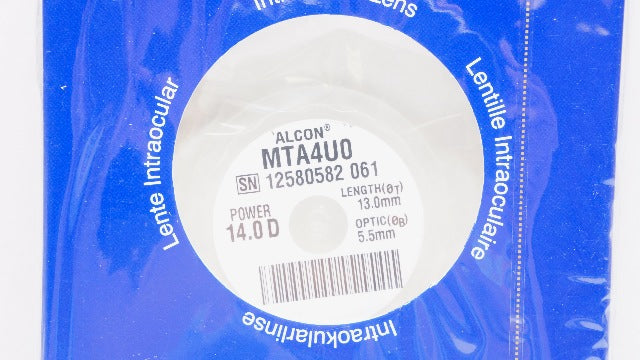 Lens
Lente Intraocular
Lentille Intraoculaire
ALCON®
MTA4U0
SN 12580582 061
LENGTH(ØT)
13.0mm
POWER
14.0 D
OPTIC(ØB)
5.5mm
Intraokularlinse